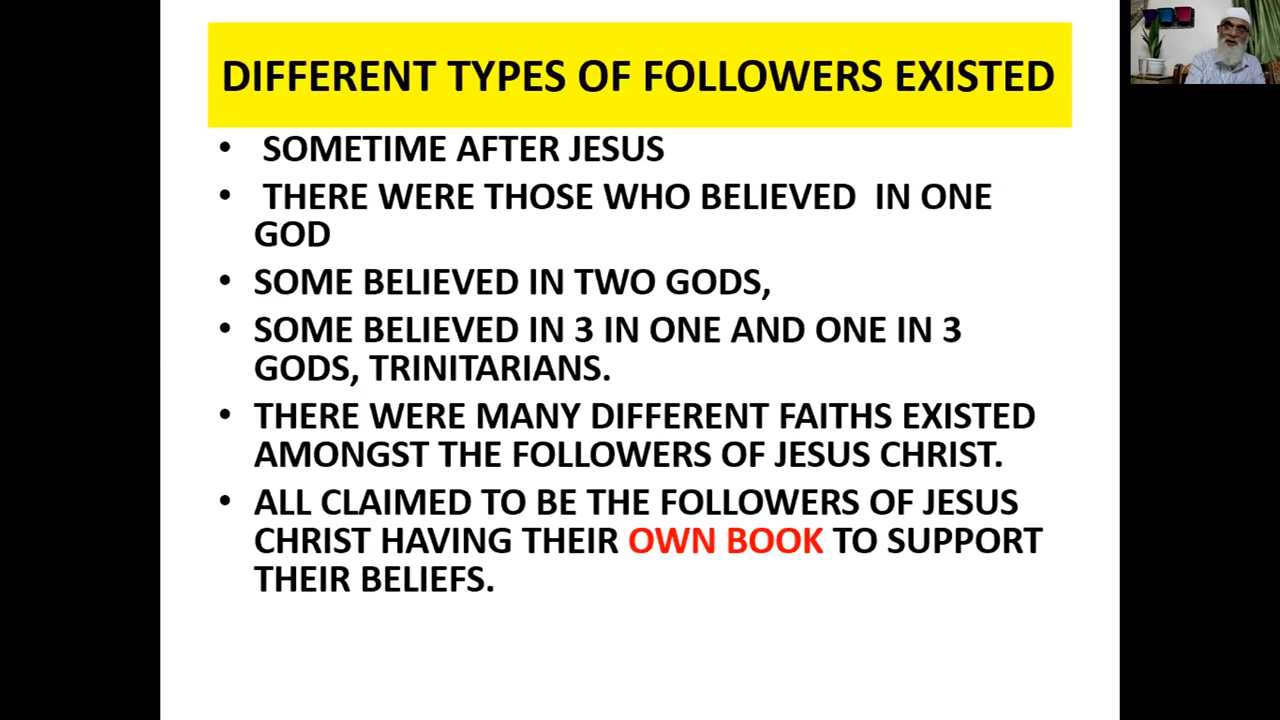 DIFFERENT TYPES OF FOLLOWERS EXISTED
• SOMETIME AFTER JESUS
• THERE WERE THOSE WHO BELIEVED IN ONE
GOD
• SOME BELIEVED IN TWO GODS,
• SOME BELIEVED IN 3 IN ONE AND ONE IN 3
GODS, TRINITARIANS.
• THERE WERE MANY DIFFERENT FAITHS EXISTED
AMONGST THE FOLLOWERS OF JESUS CHRIST.
• ALL CLAIMED TO BE THE FOLLOWERS OF JESUS
CHRIST HAVING THEIR OWN BOOK TO SUPPORT
THEIR BELIEFS.